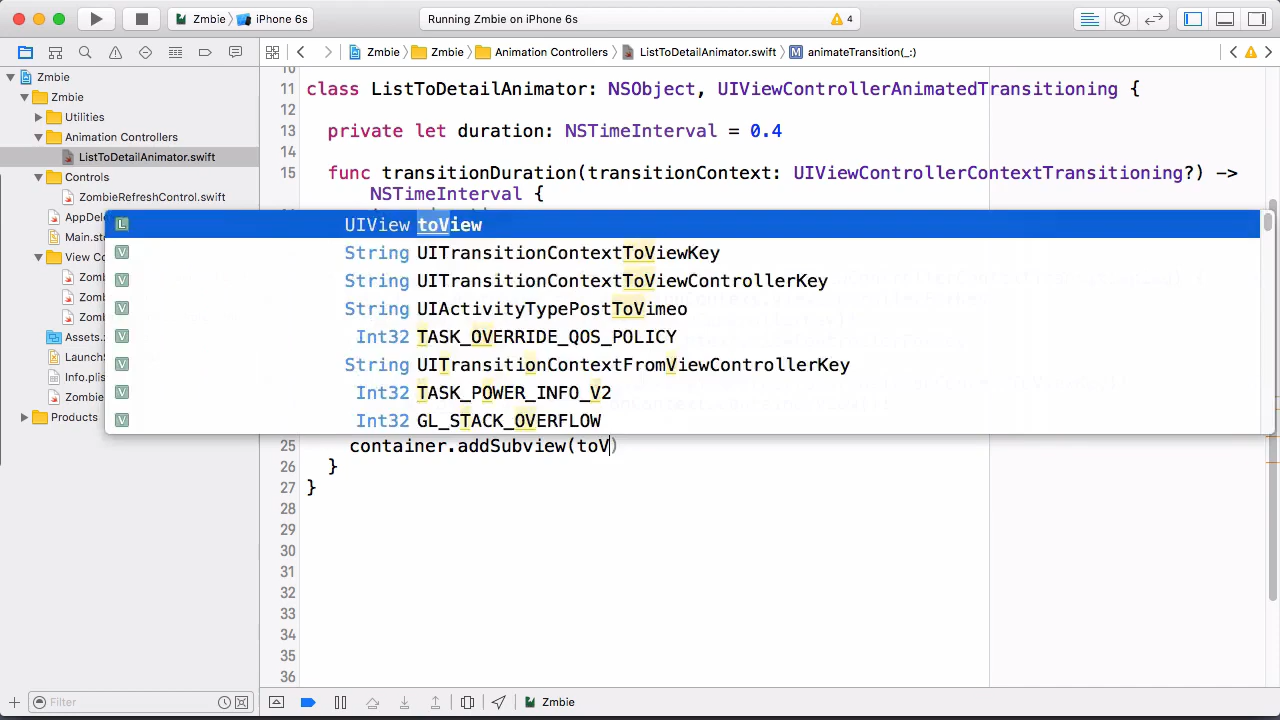 Zmbie iPhone 6s
Running Zmbie on iPhone 6s
4
Zmbie Zmbie Animation Controllers ListToDetailAnimator.swift M animateTransition(_:)
Zmbie
Zmbie
Utilities
Animation Controllers
ListToDetailAnimator.swift
Controls
ZombieRefreshControl.swift
AppDel
Main.st
View Co
Zomb
Zomb
Zomb
Assets.x
LaunchS
Info.plis
Zombie
Products
10
11 class ListToDetailAnimator: NSObject, UIViewControllerAnimatedTransitioning {
12
13 private let duration: NSTimeInterval = 0.4
14
15 func transitionDuration(transitionContext: UIViewControllerContextTransitioning?) ->
NSTimeInterval {
L UIView toView
V String UITransitionContextToViewKey
V String UITransitionContextToViewControllerKey
V String UIActivityTypePostToVimeo
V Int32 TASK_OVERRIDE_QOS_POLICY
V String UITransitionContextFromViewControllerKey
V Int32 TASK_POWER_INFO_V2
V Int32 GL_STACK_OVERFLOW
25 container.addSubview(toV)
26 }
27 }
28
29
30
31
32
33
34
35
36
Filter
Zmbie